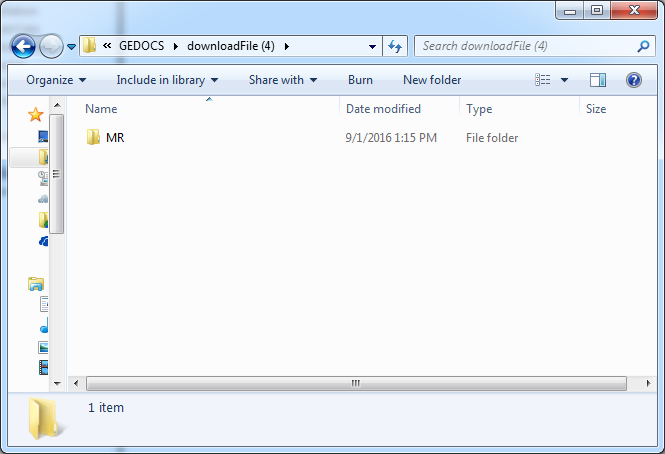 « GEDOCS ▸ downloadFile (4) ▸
Search downloadFile (4)
Organize Include in library Share with Burn New folder
Name Date modified Type Size
MR 9/1/2016 1:15 PM File folder
1 item